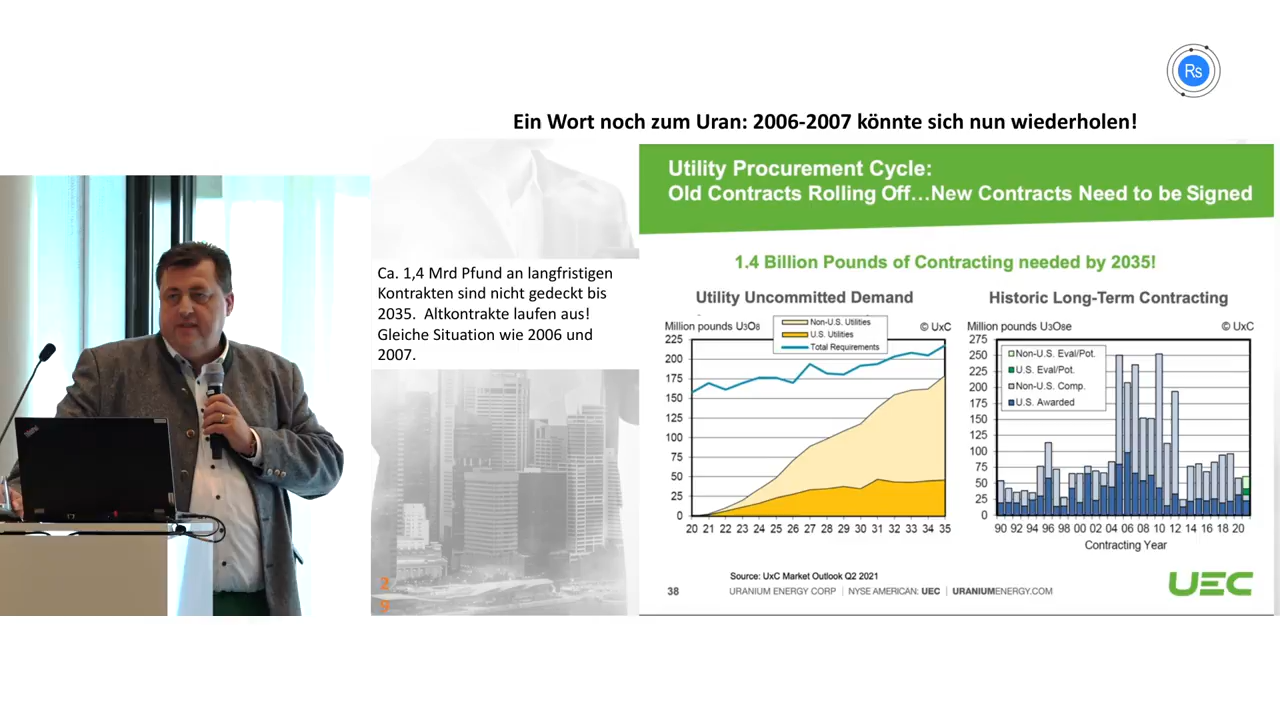 Rs
Ein Wort noch zum Uran: 2006-2007 könnte sich nun wiederholen!
Ca. 1,4 Mrd Pfund an langfristigen
Kontrakten sind nicht gedeckt bis
2035. Altkontrakte laufen aus!
Gleiche Situation wie 2006 und
2007.
29
Utility Procurement Cycle:
Old Contracts Rolling Off…New Contracts Need to be Signed
1.4 Billion Pounds of Contracting needed by 2035!
Utility Uncommitted Demand
Million pounds U3O8
© UxC
Non-U.S. Utilities
U.S. Utilities
Total Requirements
225
200
175
150
125
100
75
50
25
0
20 21 22 23 24 25 26 27 28 29 30 31 32 33 34 35
Historic Long-Term Contracting
Million pounds U3O8e
© UxC
Non-U.S. Eval/Pot.
U.S. Eval/Pot.
Non-U.S. Comp.
U.S. Awarded
275
250
225
200
175
150
125
100
75
50
25
0
90 92 94 96 98 00 02 04 06 08 10 12 14 16 18 20
Contracting Year
Source: UxC Market Outlook Q2 2021
38
URANIUM ENERGY CORP | NYSE AMERICAN: UEC | URANIUMENERGY.COM
UEC